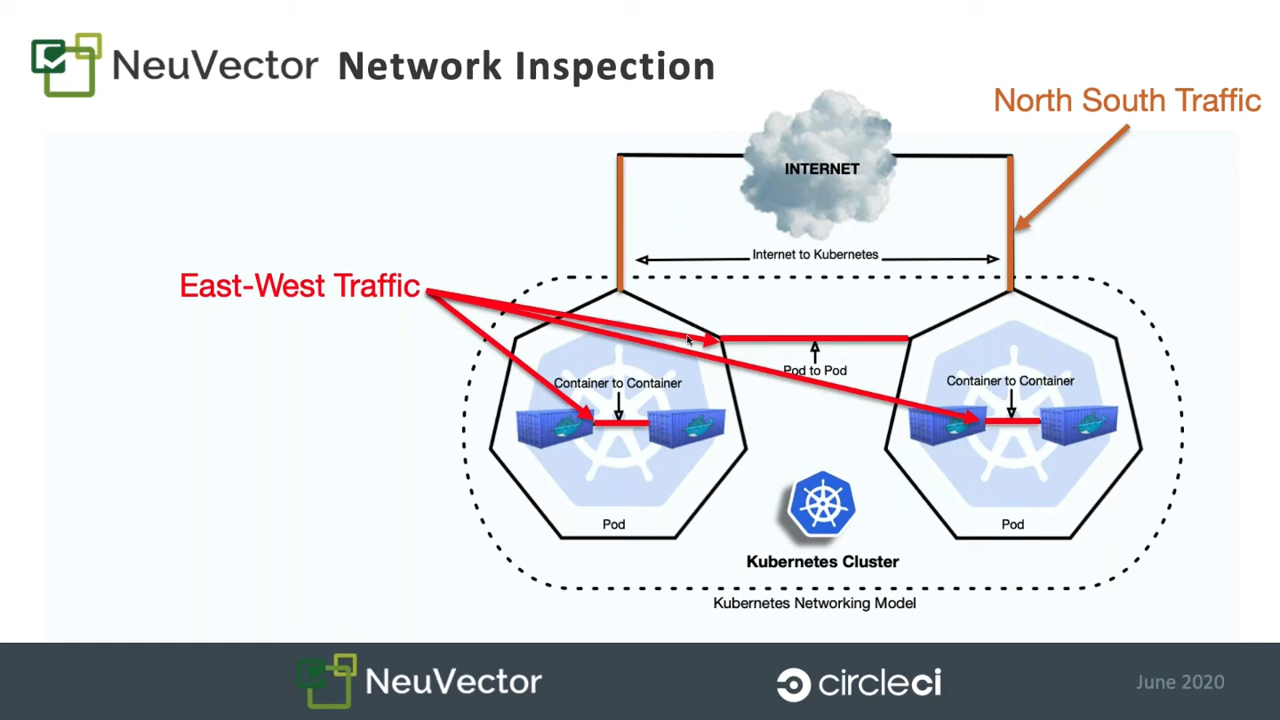 NeuVector Network Inspection
North South Traffic
INTERNET
Internet to Kubernetes
East-West Traffic
Pod to Pod
Container to Container
Container to Container
Pod
Pod
Kubernetes Cluster
Kubernetes Networking Model
NeuVector
circleci
June 2020